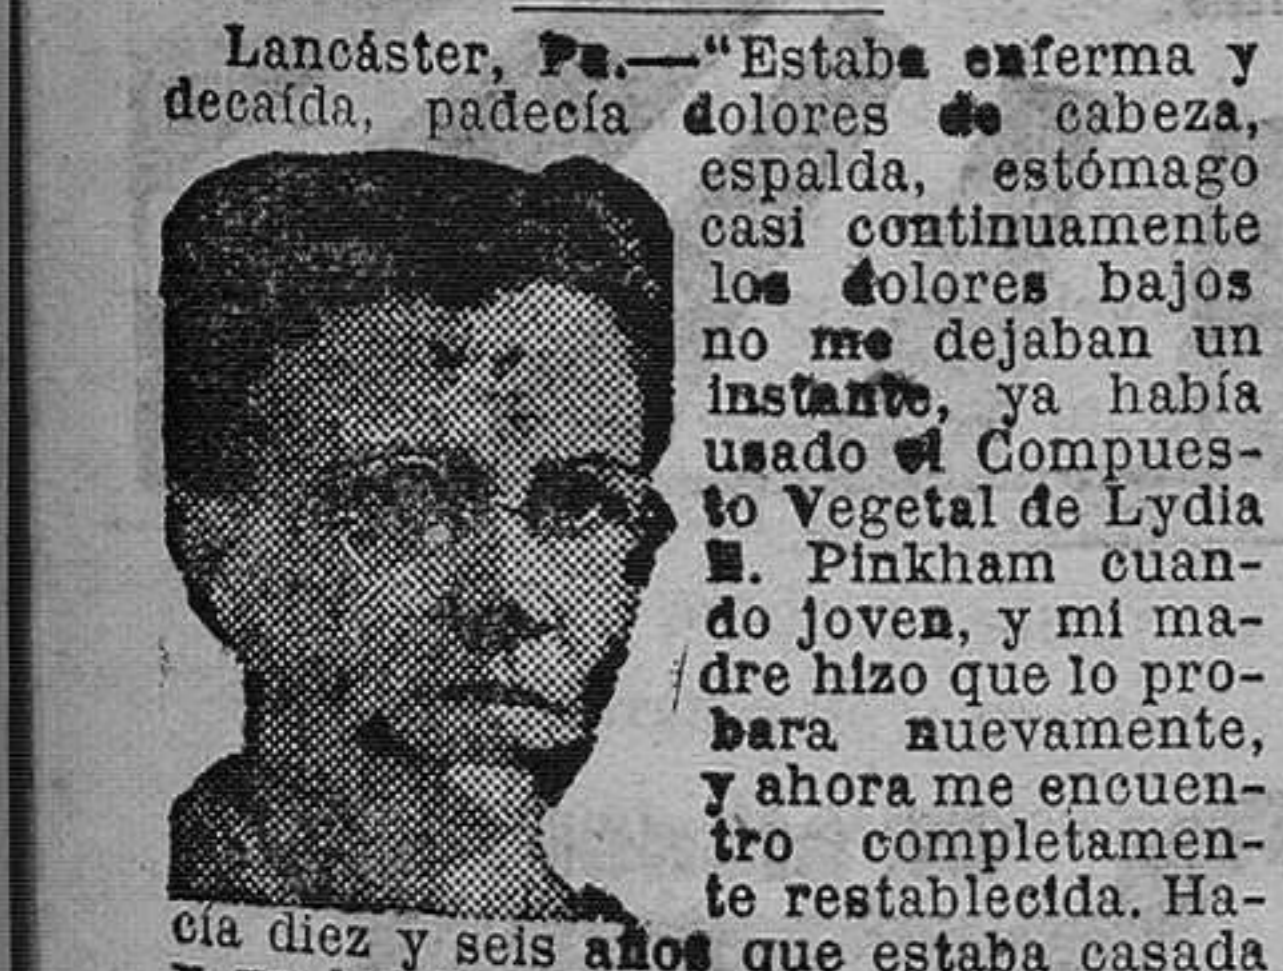 Lancáster, Pa.—“Estaba enferma y
decaída, padecía dolores de cabeza,
espalda, estómago
casi continuamente
los dolores bajos
no me dejaban un
instante, ya había
usado el Compues-
to Vegetal de Lydia
E. Pinkham cuan-
do joven, y mi ma-
dre hizo que lo pro-
bara nuevamente,
y ahora me encuen-
tro completamen-
te restablecida. Ha-
cía diez y seis años que estaba casada